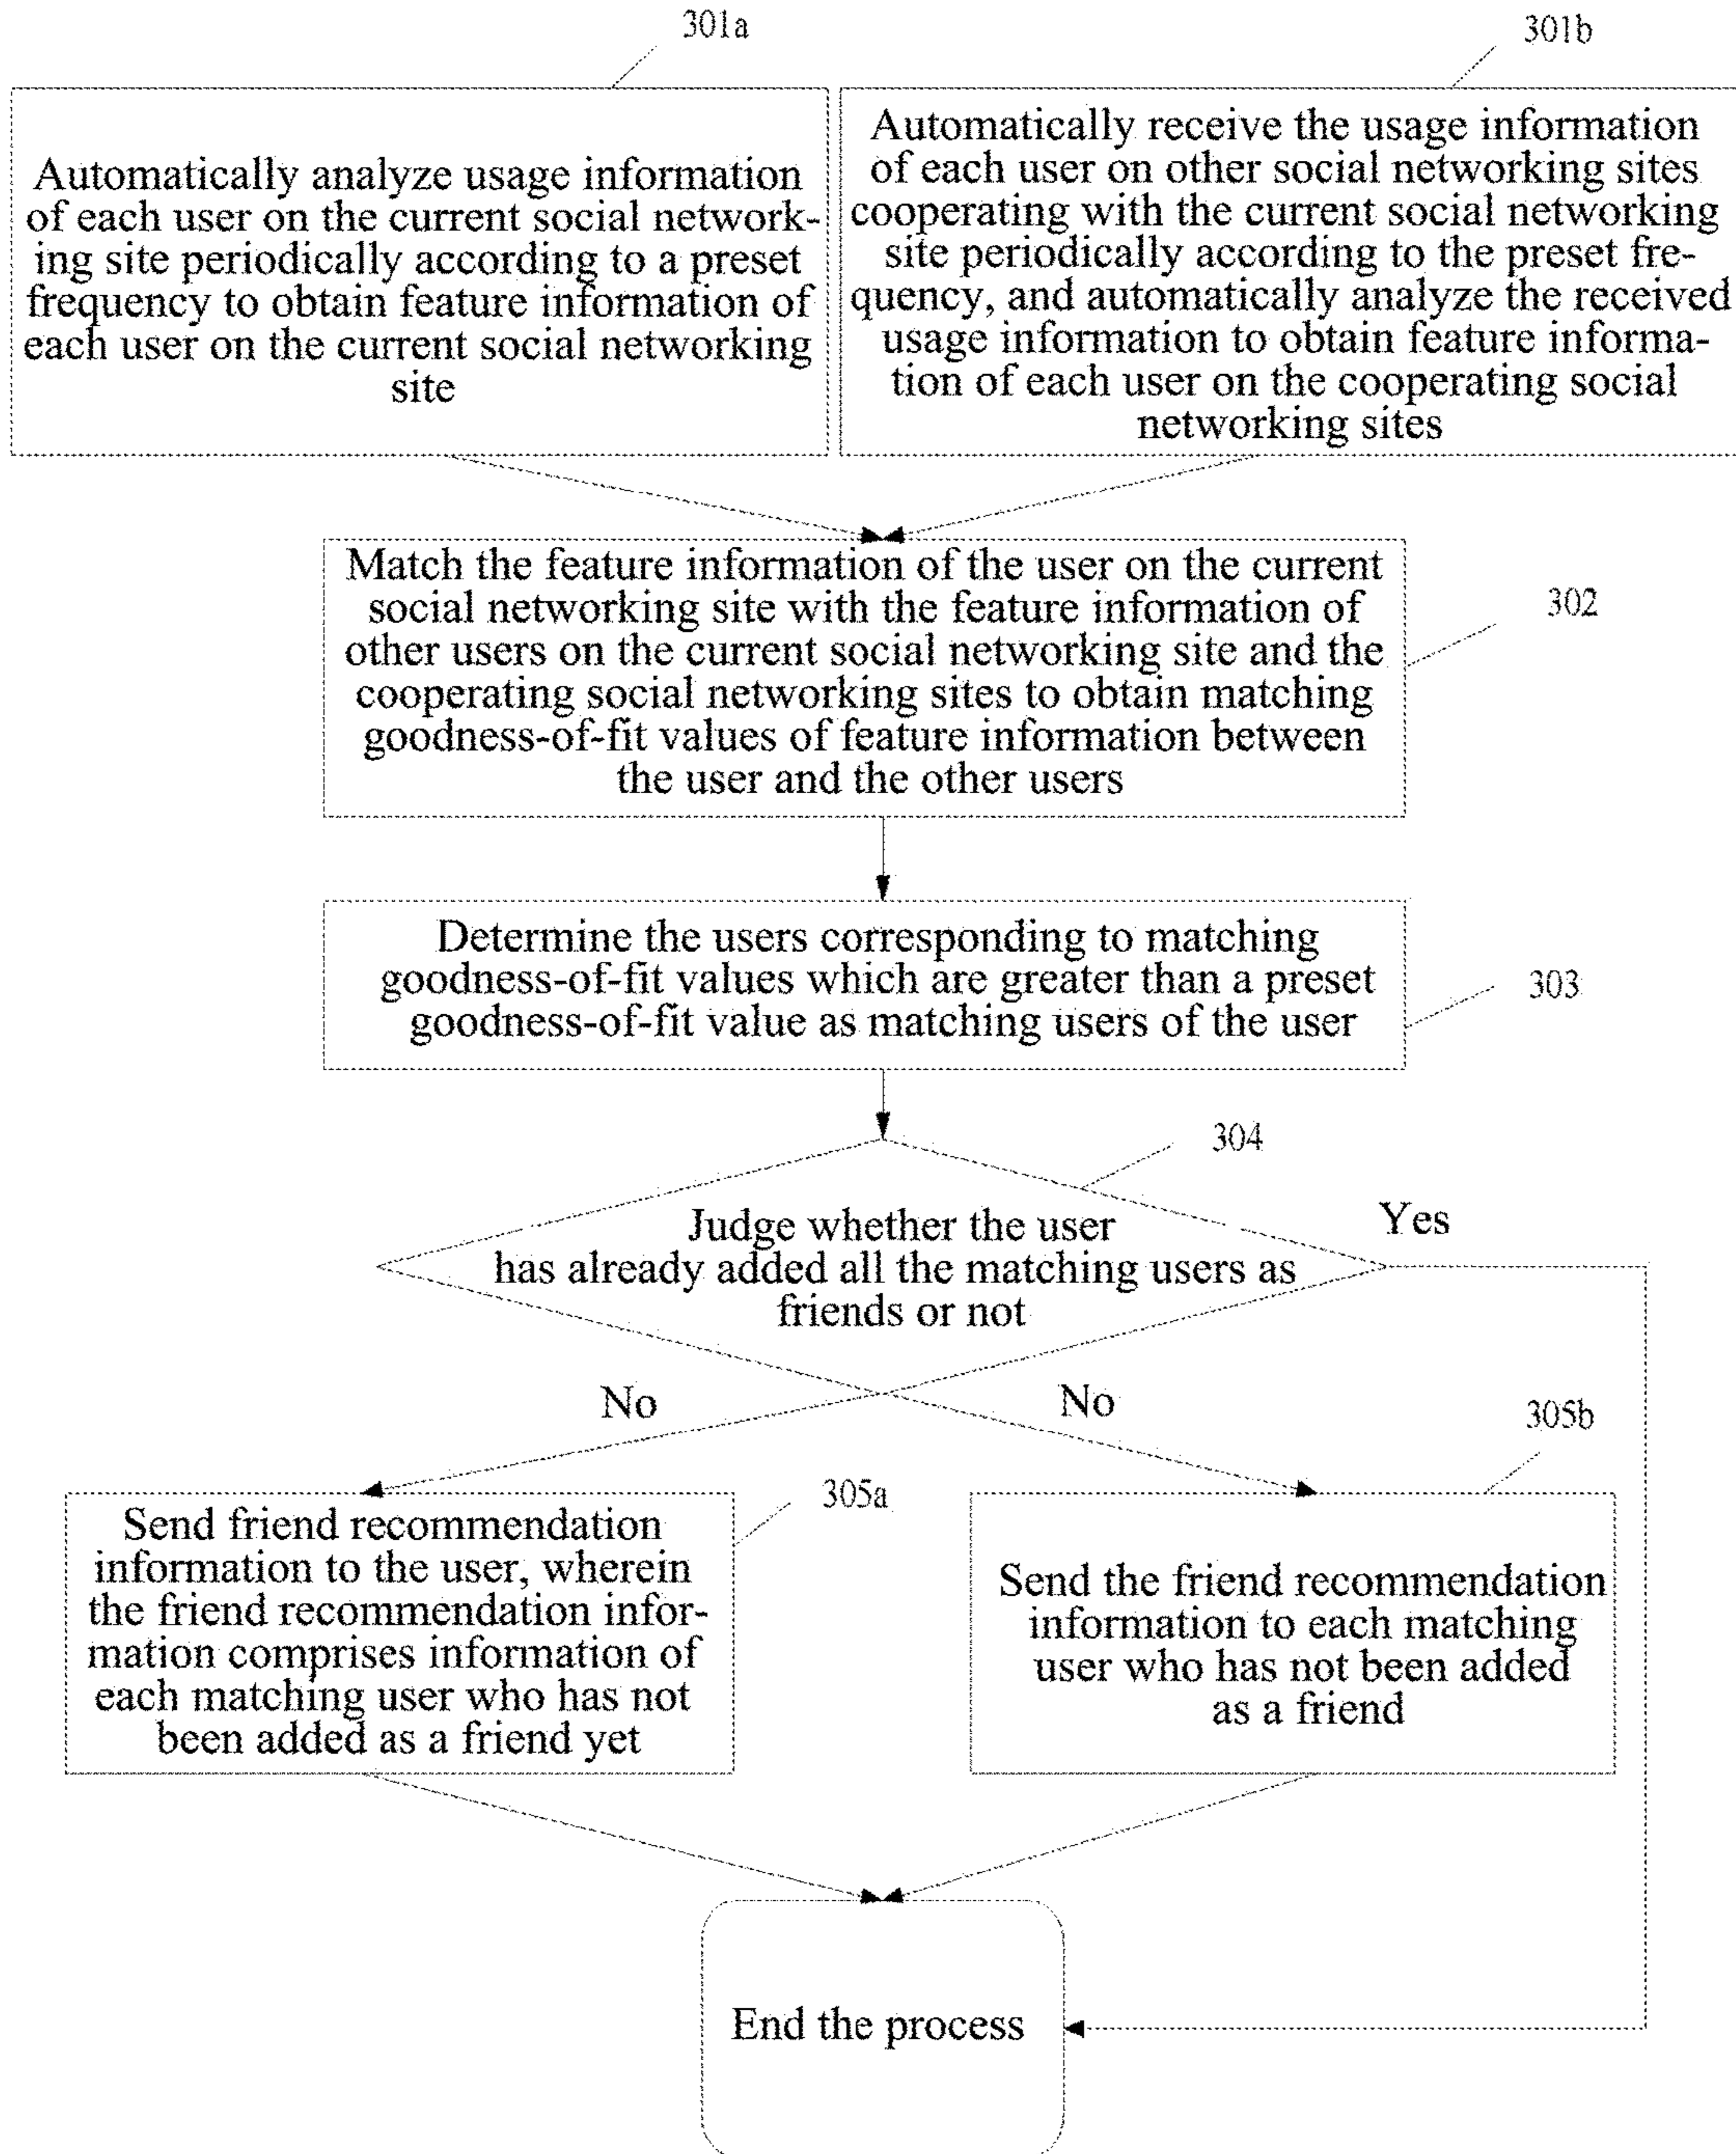 301a
301b
Automatically analyze usage information
of each user on the current social network-
ing site periodically according to a preset
frequency to obtain feature information of
each user on the current social networking
site
Automatically receive the usage information
of each user on other social networking sites
cooperating with the current social networking
site periodically according to the preset fre-
quency, and automatically analyze the received
usage information to obtain feature informa-
tion of each user on the cooperating social
networking sites
Match the feature information of the user on the current
social networking site with the feature information of
other users on the current social networking site and the
cooperating social networking sites to obtain matching
goodness-of-fit values of feature information between
the user and the other users
302
Determine the users corresponding to matching
goodness-of-fit values which are greater than a preset
goodness-of-fit value as matching users of the user
303
304
Judge whether the user
has already added all the matching users as
friends or not
Yes
No
No
305a
305b
Send friend recommendation
information to the user, wherein
the friend recommendation infor-
mation comprises information of
each matching user who has not
been added as a friend yet
Send the friend recommendation
information to each matching
user who has not been added
as a friend
End the process